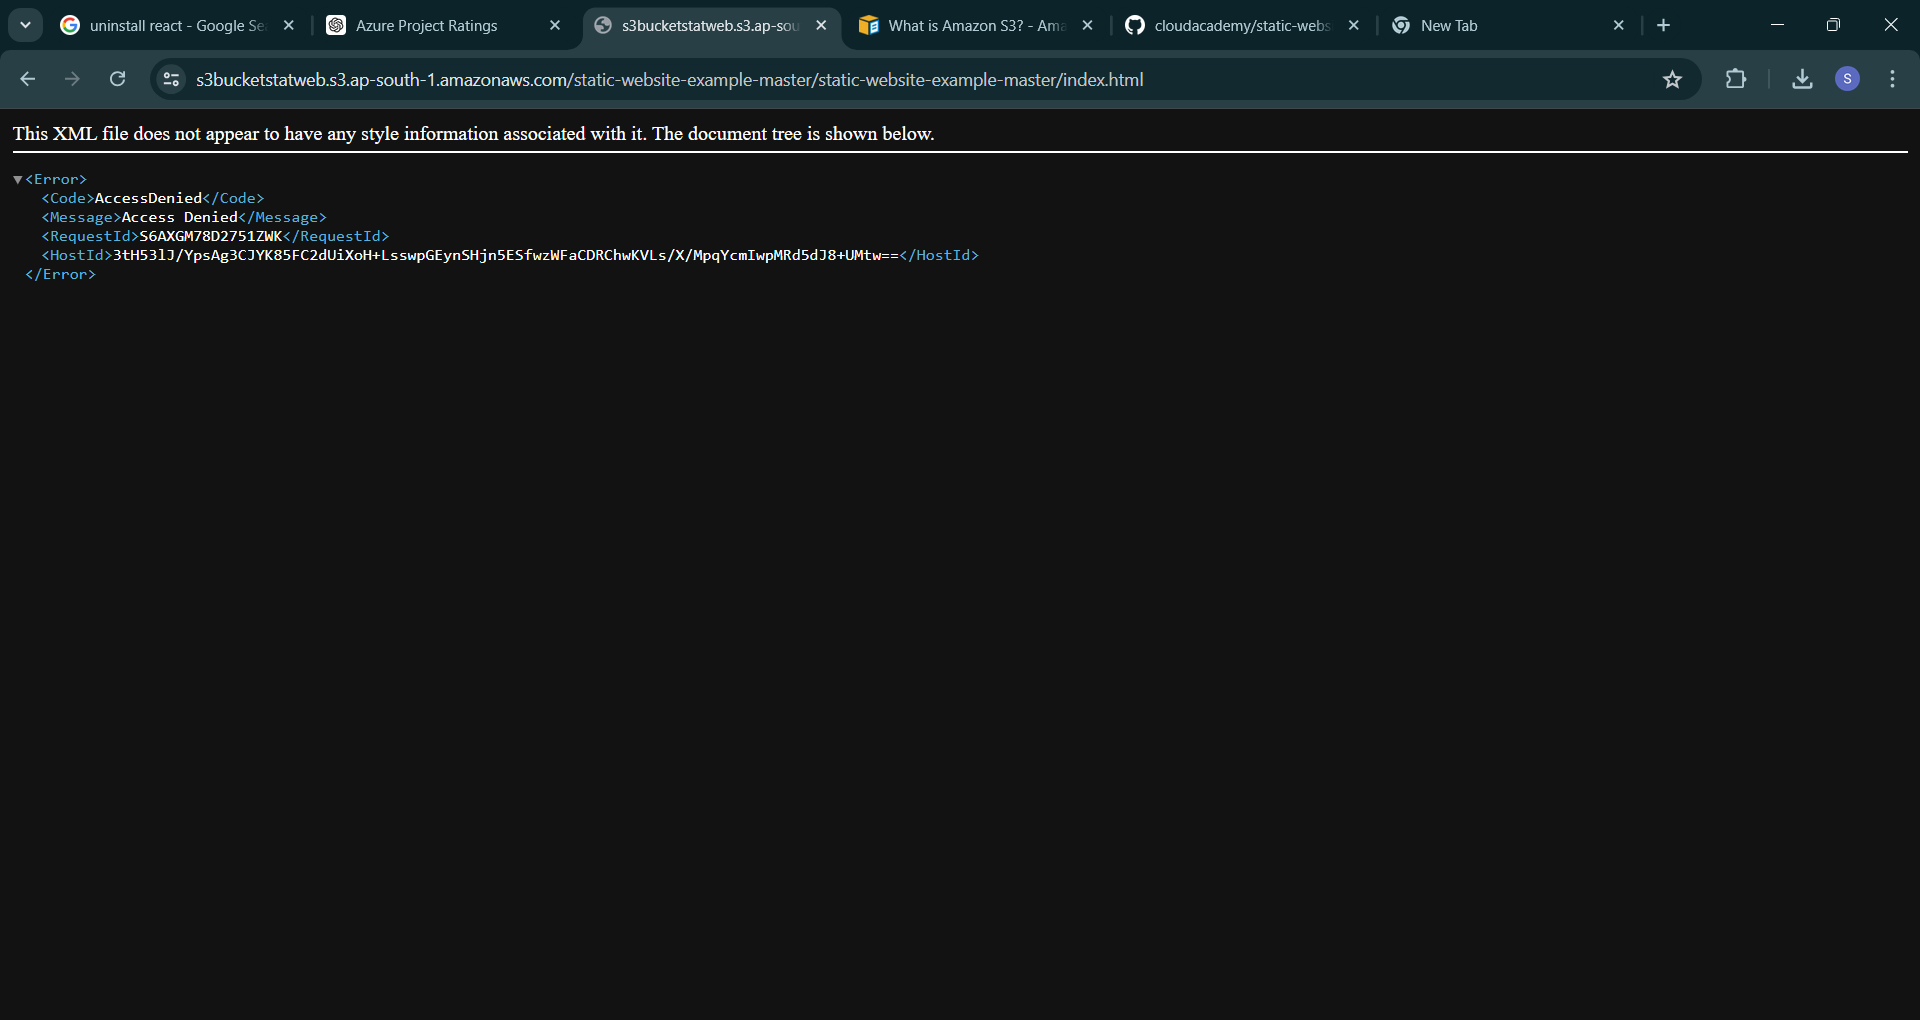 uninstall react - Google Se
Azure Project Ratings
s3bucketstatweb.s3.ap-sou
What is Amazon S3? - Ama
cloudacademy/static-webs
New Tab
s3bucketstatweb.s3.ap-south-1.amazonaws.com/static-website-example-master/static-website-example-master/index.html
S
This XML file does not appear to have any style information associated with it. The document tree is shown below.
▼<Error>
<Code>AccessDenied</Code>
<Message>Access Denied</Message>
<RequestId>S6AXGM78D2751ZWK</RequestId>
<HostId>3tH53lJ/YpsAg3CJYK85FC2dUiXoH+LsswpGEynSHjn5ESfwzWFaCDRChwKVLs/X/MpqYcmIwpMRd5dJ8+UMtw==</HostId>
</Error>